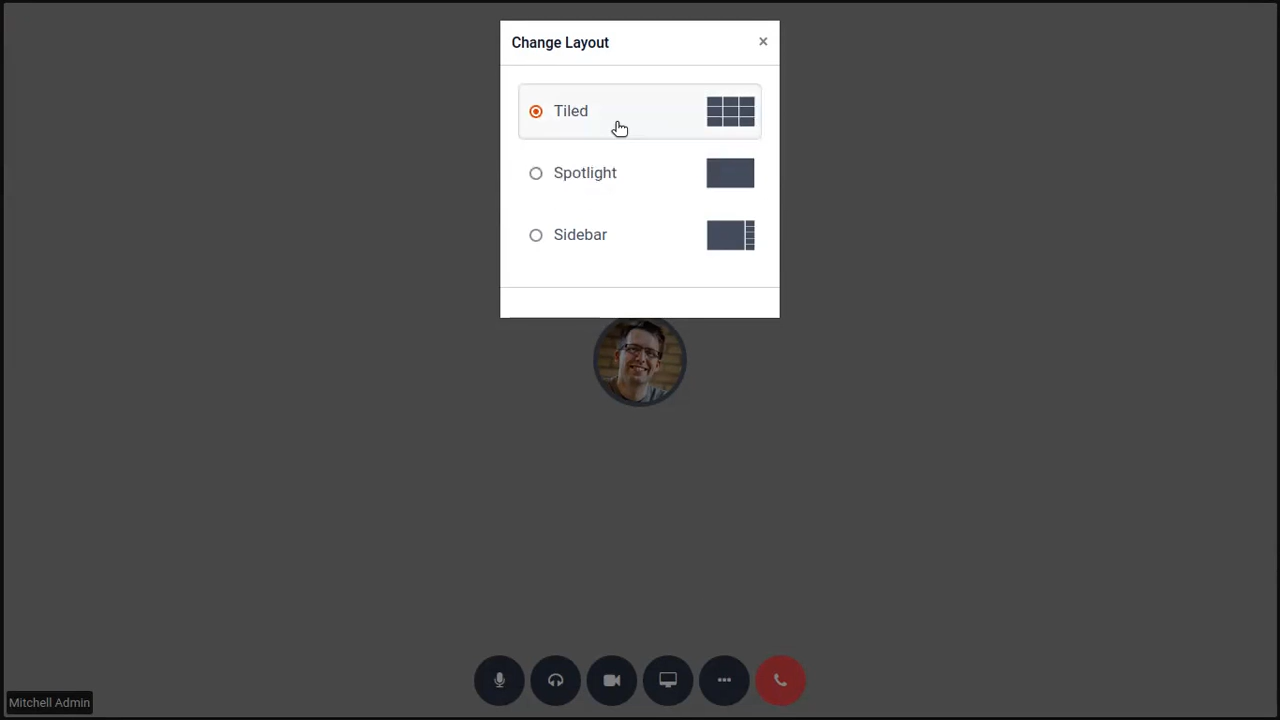 Change Layout
×
Tiled
Spotlight
Sidebar
Mitchell Admin